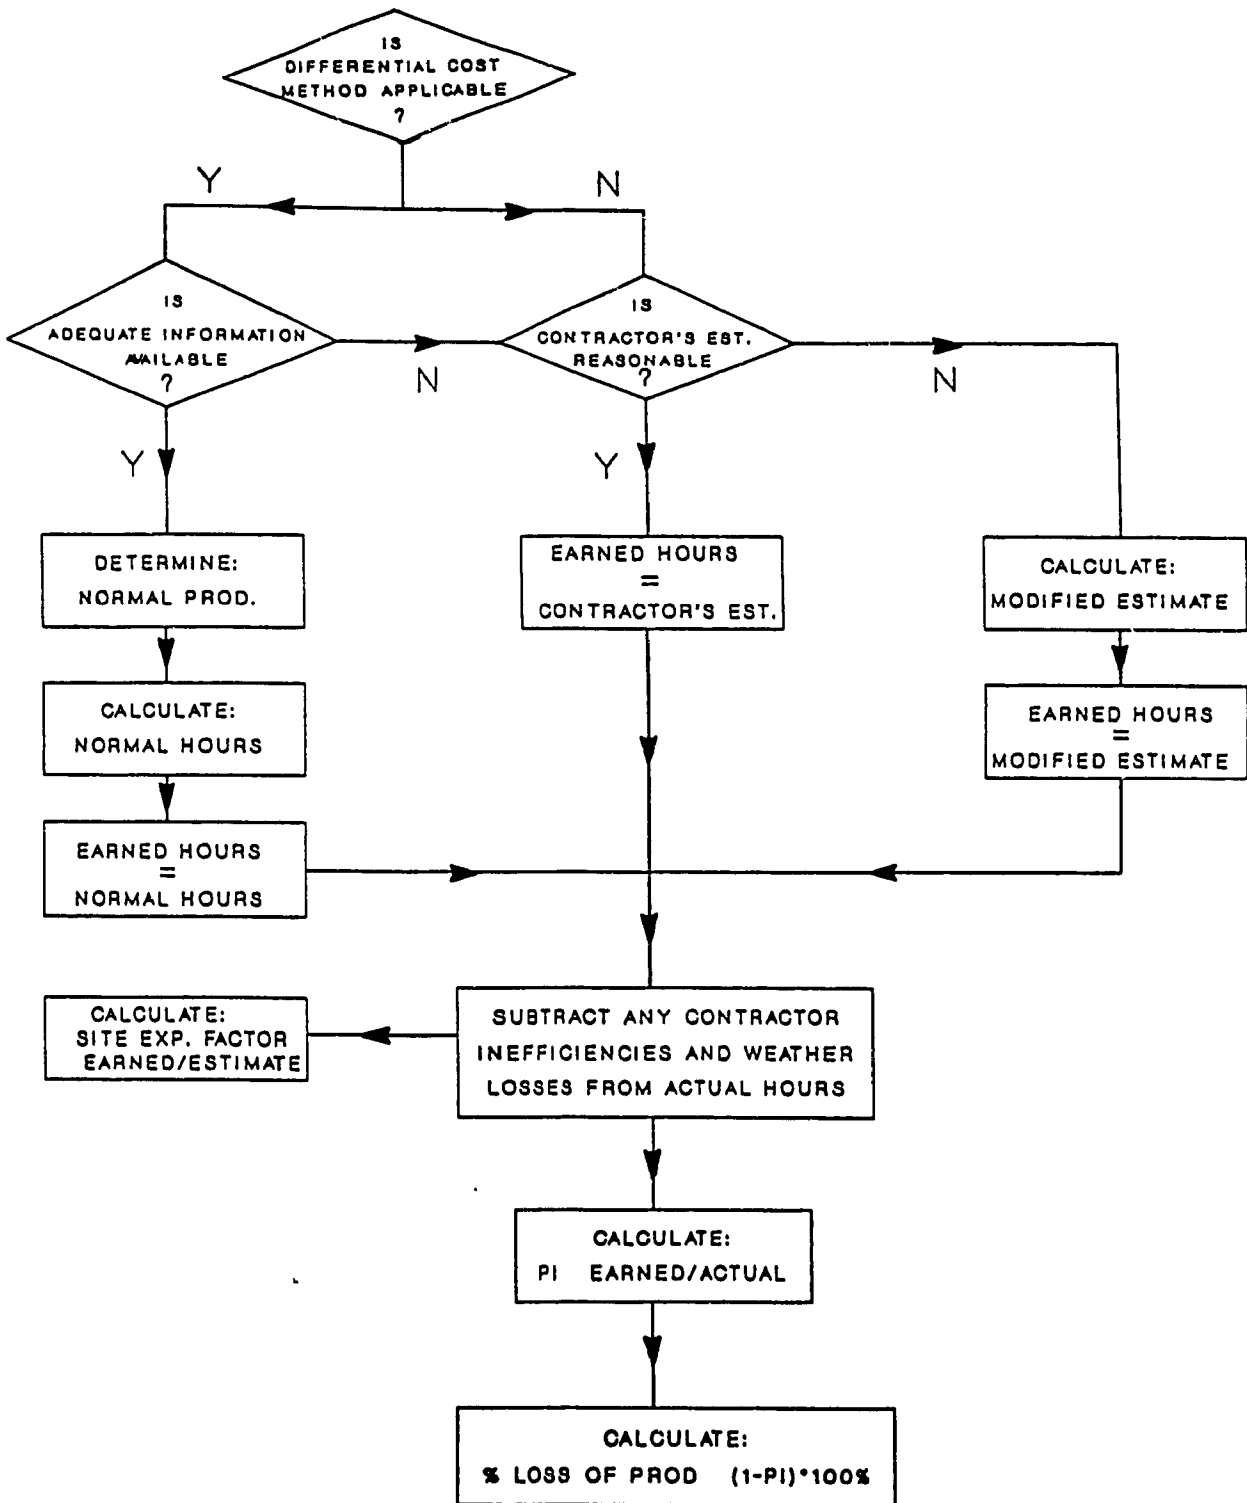 IS
DIFFERENTIAL COST
METHOD APPLICABLE
?
Y
N
IS
ADEQUATE INFORMATION
AVAILABLE
?
N
IS
CONTRACTOR'S EST.
REASONABLE
?
N
Y
Y
DETERMINE:
NORMAL PROD.
EARNED HOURS
=
CONTRACTOR'S EST.
CALCULATE:
MODIFIED ESTIMATE
CALCULATE:
NORMAL HOURS
EARNED HOURS
=
MODIFIED ESTIMATE
EARNED HOURS
=
NORMAL HOURS
CALCULATE:
SITE EXP. FACTOR
EARNED/ESTIMATE
SUBTRACT ANY CONTRACTOR
INEFFICIENCIES AND WEATHER
LOSSES FROM ACTUAL HOURS
CALCULATE:
PI EARNED/ACTUAL
CALCULATE:
% LOSS OF PROD (1-PI)*100%